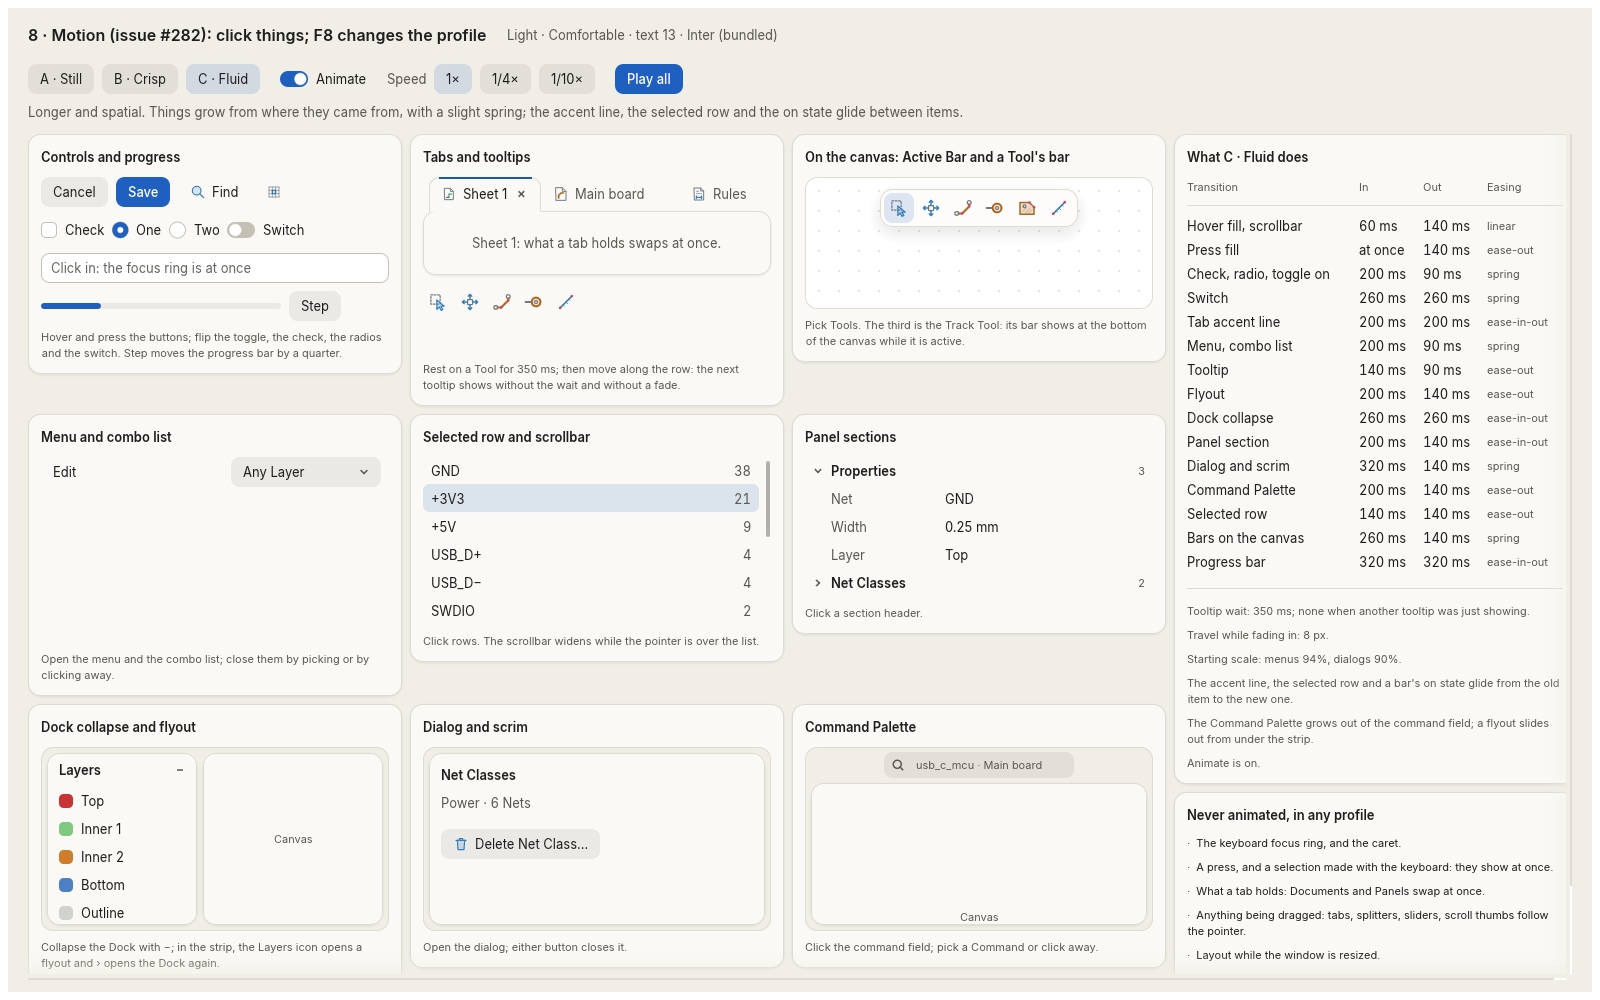 8 · Motion (issue #282): click things; F8 changes the profile
Light · Comfortable · text 13 · Inter (bundled)
A · Still
B · Crisp
C · Fluid
Animate
Speed
1×
1/4×
1/10×
Play all
Longer and spatial. Things grow from where they came from, with a slight spring; the accent line, the selected row and the on state glide between items.
Controls and progress
Cancel
Save
Find
Check
One
Two
Switch
Click in: the focus ring is at once
Step
Hover and press the buttons; flip the toggle, the check, the radios
and the switch. Step moves the progress bar by a quarter.
Tabs and tooltips
Sheet 1 ×
Main board
Rules
Sheet 1: what a tab holds swaps at once.
Rest on a Tool for 350 ms; then move along the row: the next
tooltip shows without the wait and without a fade.
On the canvas: Active Bar and a Tool's bar
Pick Tools. The third is the Track Tool: its bar shows at the bottom
of the canvas while it is active.
What C · Fluid does
Transition In Out Easing
Hover fill, scrollbar 60 ms 140 ms linear
Press fill at once 140 ms ease-out
Check, radio, toggle on 200 ms 90 ms spring
Switch 260 ms 260 ms spring
Tab accent line 200 ms 200 ms ease-in-out
Menu, combo list 200 ms 90 ms spring
Tooltip 140 ms 90 ms ease-out
Flyout 200 ms 140 ms ease-out
Dock collapse 260 ms 260 ms ease-in-out
Panel section 200 ms 140 ms ease-in-out
Dialog and scrim 320 ms 140 ms spring
Command Palette 200 ms 140 ms ease-out
Selected row 140 ms 140 ms ease-out
Bars on the canvas 260 ms 140 ms spring
Progress bar 320 ms 320 ms ease-in-out
Tooltip wait: 350 ms; none when another tooltip was just showing.
Travel while fading in: 8 px.
Starting scale: menus 94%, dialogs 90%.
The accent line, the selected row and a bar's on state glide from the old
item to the new one.
The Command Palette grows out of the command field; a flyout slides
out from under the strip.
Animate is on.
Menu and combo list
Edit
Any Layer
Open the menu and the combo list; close them by picking or by
clicking away.
Selected row and scrollbar
GND 38
+3V3 21
+5V 9
USB_D+ 4
USB_D− 4
SWDIO 2
Click rows. The scrollbar widens while the pointer is over the list.
Panel sections
Properties 3
Net GND
Width 0.25 mm
Layer Top
Net Classes 2
Click a section header.
Dock collapse and flyout
Layers −
Top
Inner 1
Inner 2
Bottom
Outline
Canvas
Collapse the Dock with −; in the strip, the Layers icon opens a
flyout and › opens the Dock again.
Dialog and scrim
Net Classes
Power · 6 Nets
Delete Net Class...
Open the dialog; either button closes it.
Command Palette
usb_c_mcu · Main board
Canvas
Click the command field; pick a Command or click away.
Never animated, in any profile
· The keyboard focus ring, and the caret.
· A press, and a selection made with the keyboard: they show at once.
· What a tab holds: Documents and Panels swap at once.
· Anything being dragged: tabs, splitters, sliders, scroll thumbs follow
the pointer.
· Layout while the window is resized.